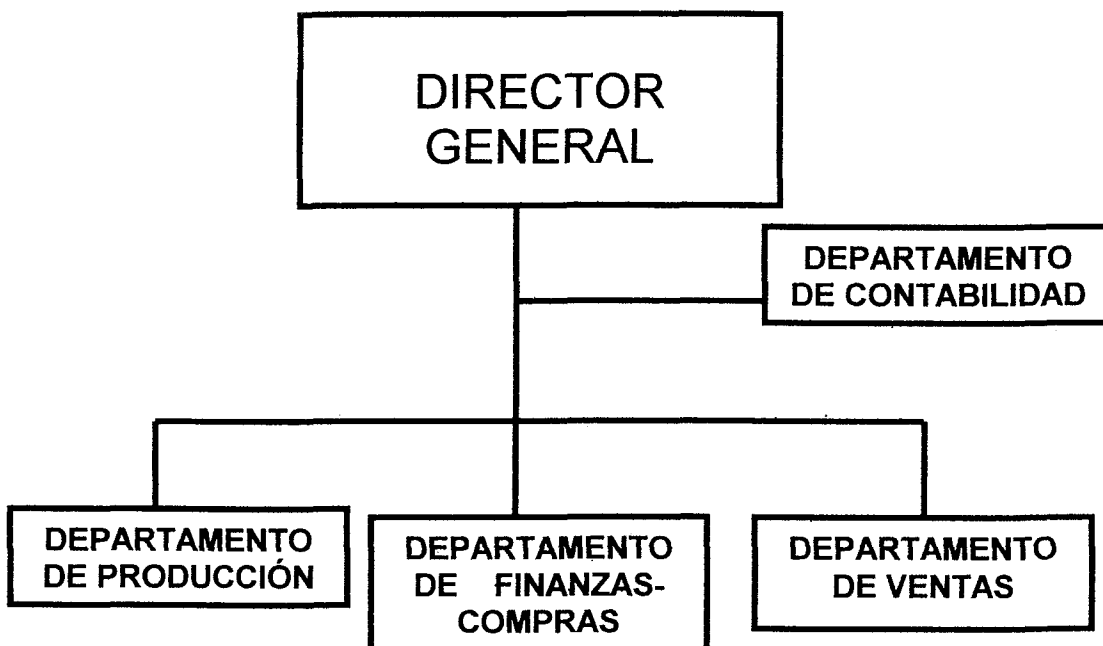 DIRECTOR
GENERAL
DEPARTAMENTO
DE CONTABILIDAD
DEPARTAMENTO
DE PRODUCCIÓN
DEPARTAMENTO
DE FINANZAS-
COMPRAS
DEPARTAMENTO
DE VENTAS